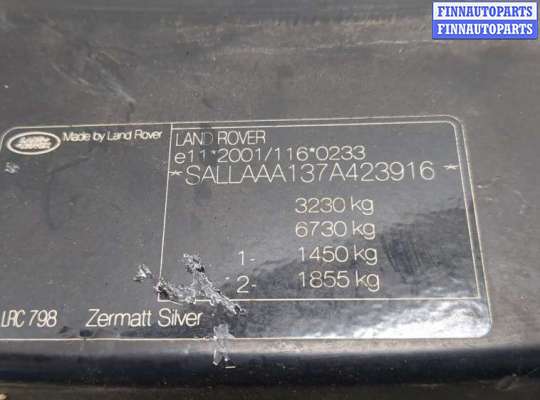 FINNAUTOPARTS
FINNAUTOPARTS
FINNAUTOPARTS
Made by Land Rover
LAND ROVER
e11*2001/116*0233
*SALLAAA137A423916*
3230 kg
6730 kg
1- 1450 kg
2- 1855 kg
LRC 798 Zermatt Silver